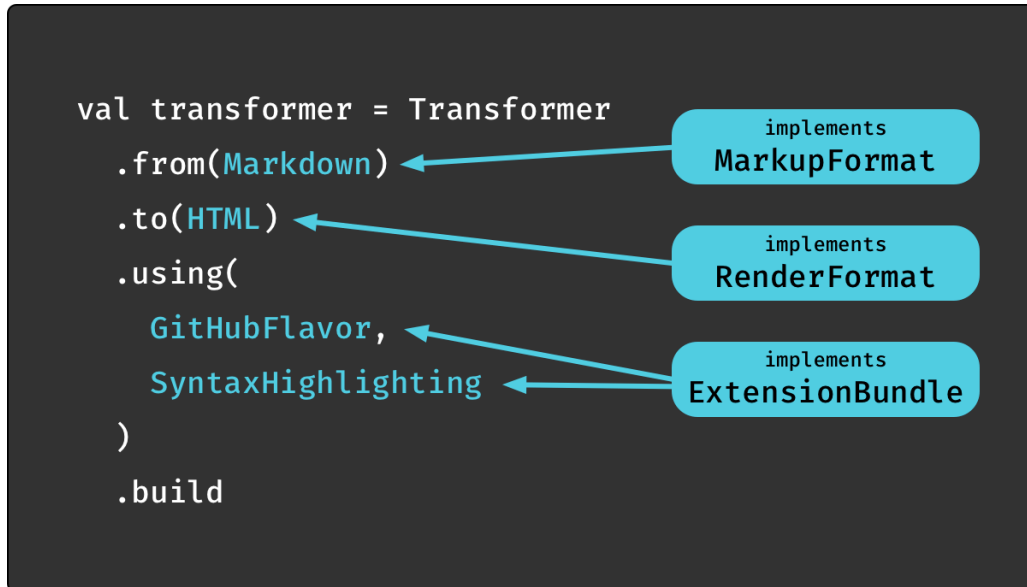 val transformer = Transformer
.from(Markdown)
.to(HTML)
.using(
GitHubFlavor,
SyntaxHighlighting
)
.build
implements
MarkupFormat
implements
RenderFormat
implements
ExtensionBundle